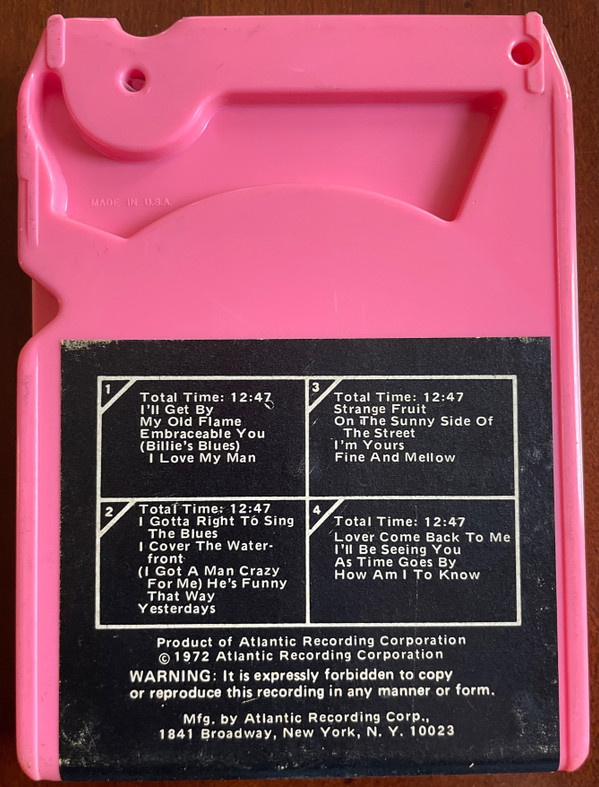 MADE IN U.S.A.
1
Total Time: 12:47
I'll Get By
My Old Flame
Embraceable You
(Billie's Blues)
I Love My Man
2
Total Time: 12:47
I Gotta Right To Sing
The Blues
I Cover The Water-
front
(I Got A Man Crazy
For Me) He's Funny
That Way
Yesterdays
3
Total Time: 12:47
Strange Fruit
On The Sunny Side Of
The Street
I'm Yours
Fine And Mellow
4
Total Time: 12:47
Lover Come Back To Me
I'll Be Seeing You
As Time Goes By
How Am I To Know
Product of Atlantic Recording Corporation
© 1972 Atlantic Recording Corporation
WARNING: It is expressly forbidden to copy
or reproduce this recording in any manner or form.
Mfg. by Atlantic Recording Corp.,
1841 Broadway, New York, N. Y. 10023